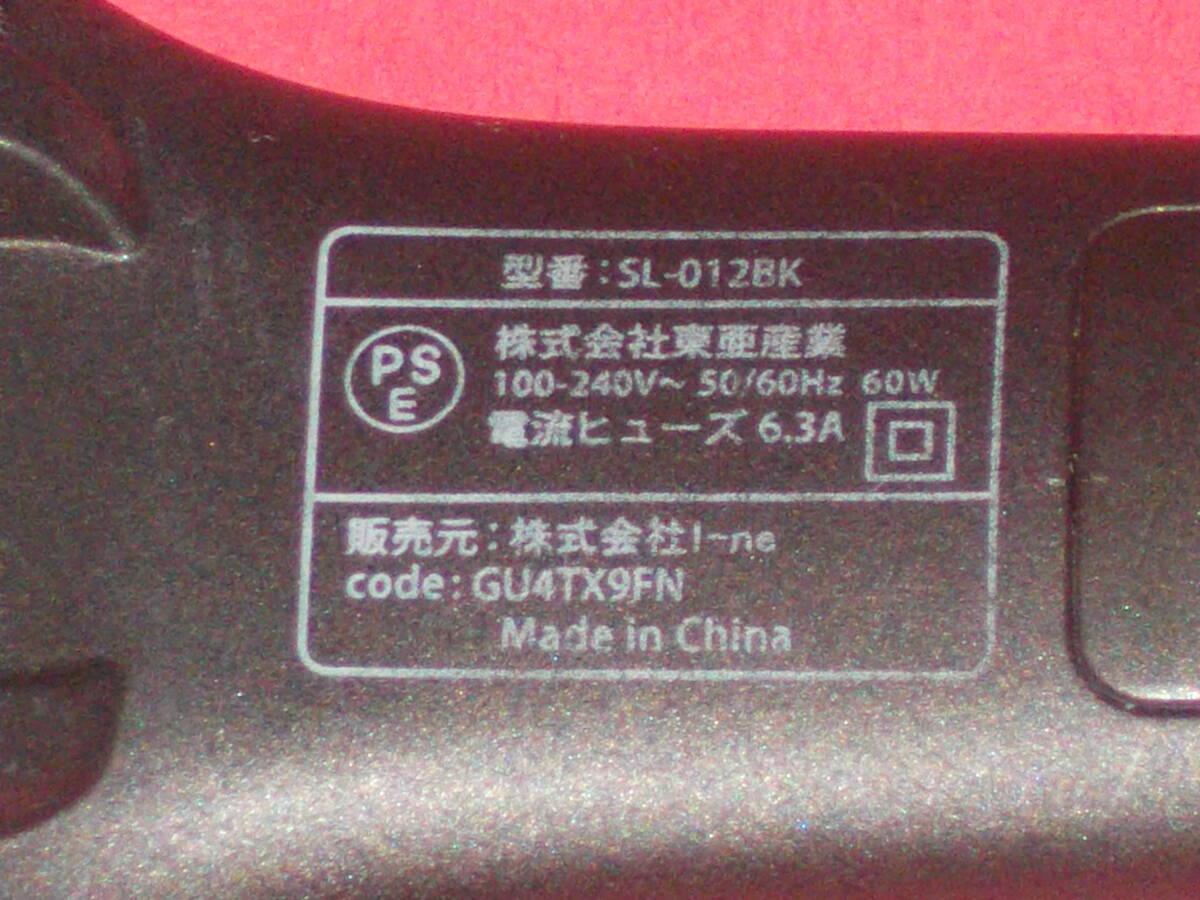 型番：SL-012BK
PSE
株式会社東亜産業
100-240V~ 50/60Hz 60W
電流ヒューズ 6.3A
販売元：株式会社I-ne
code: GU4TX9FN
Made in China